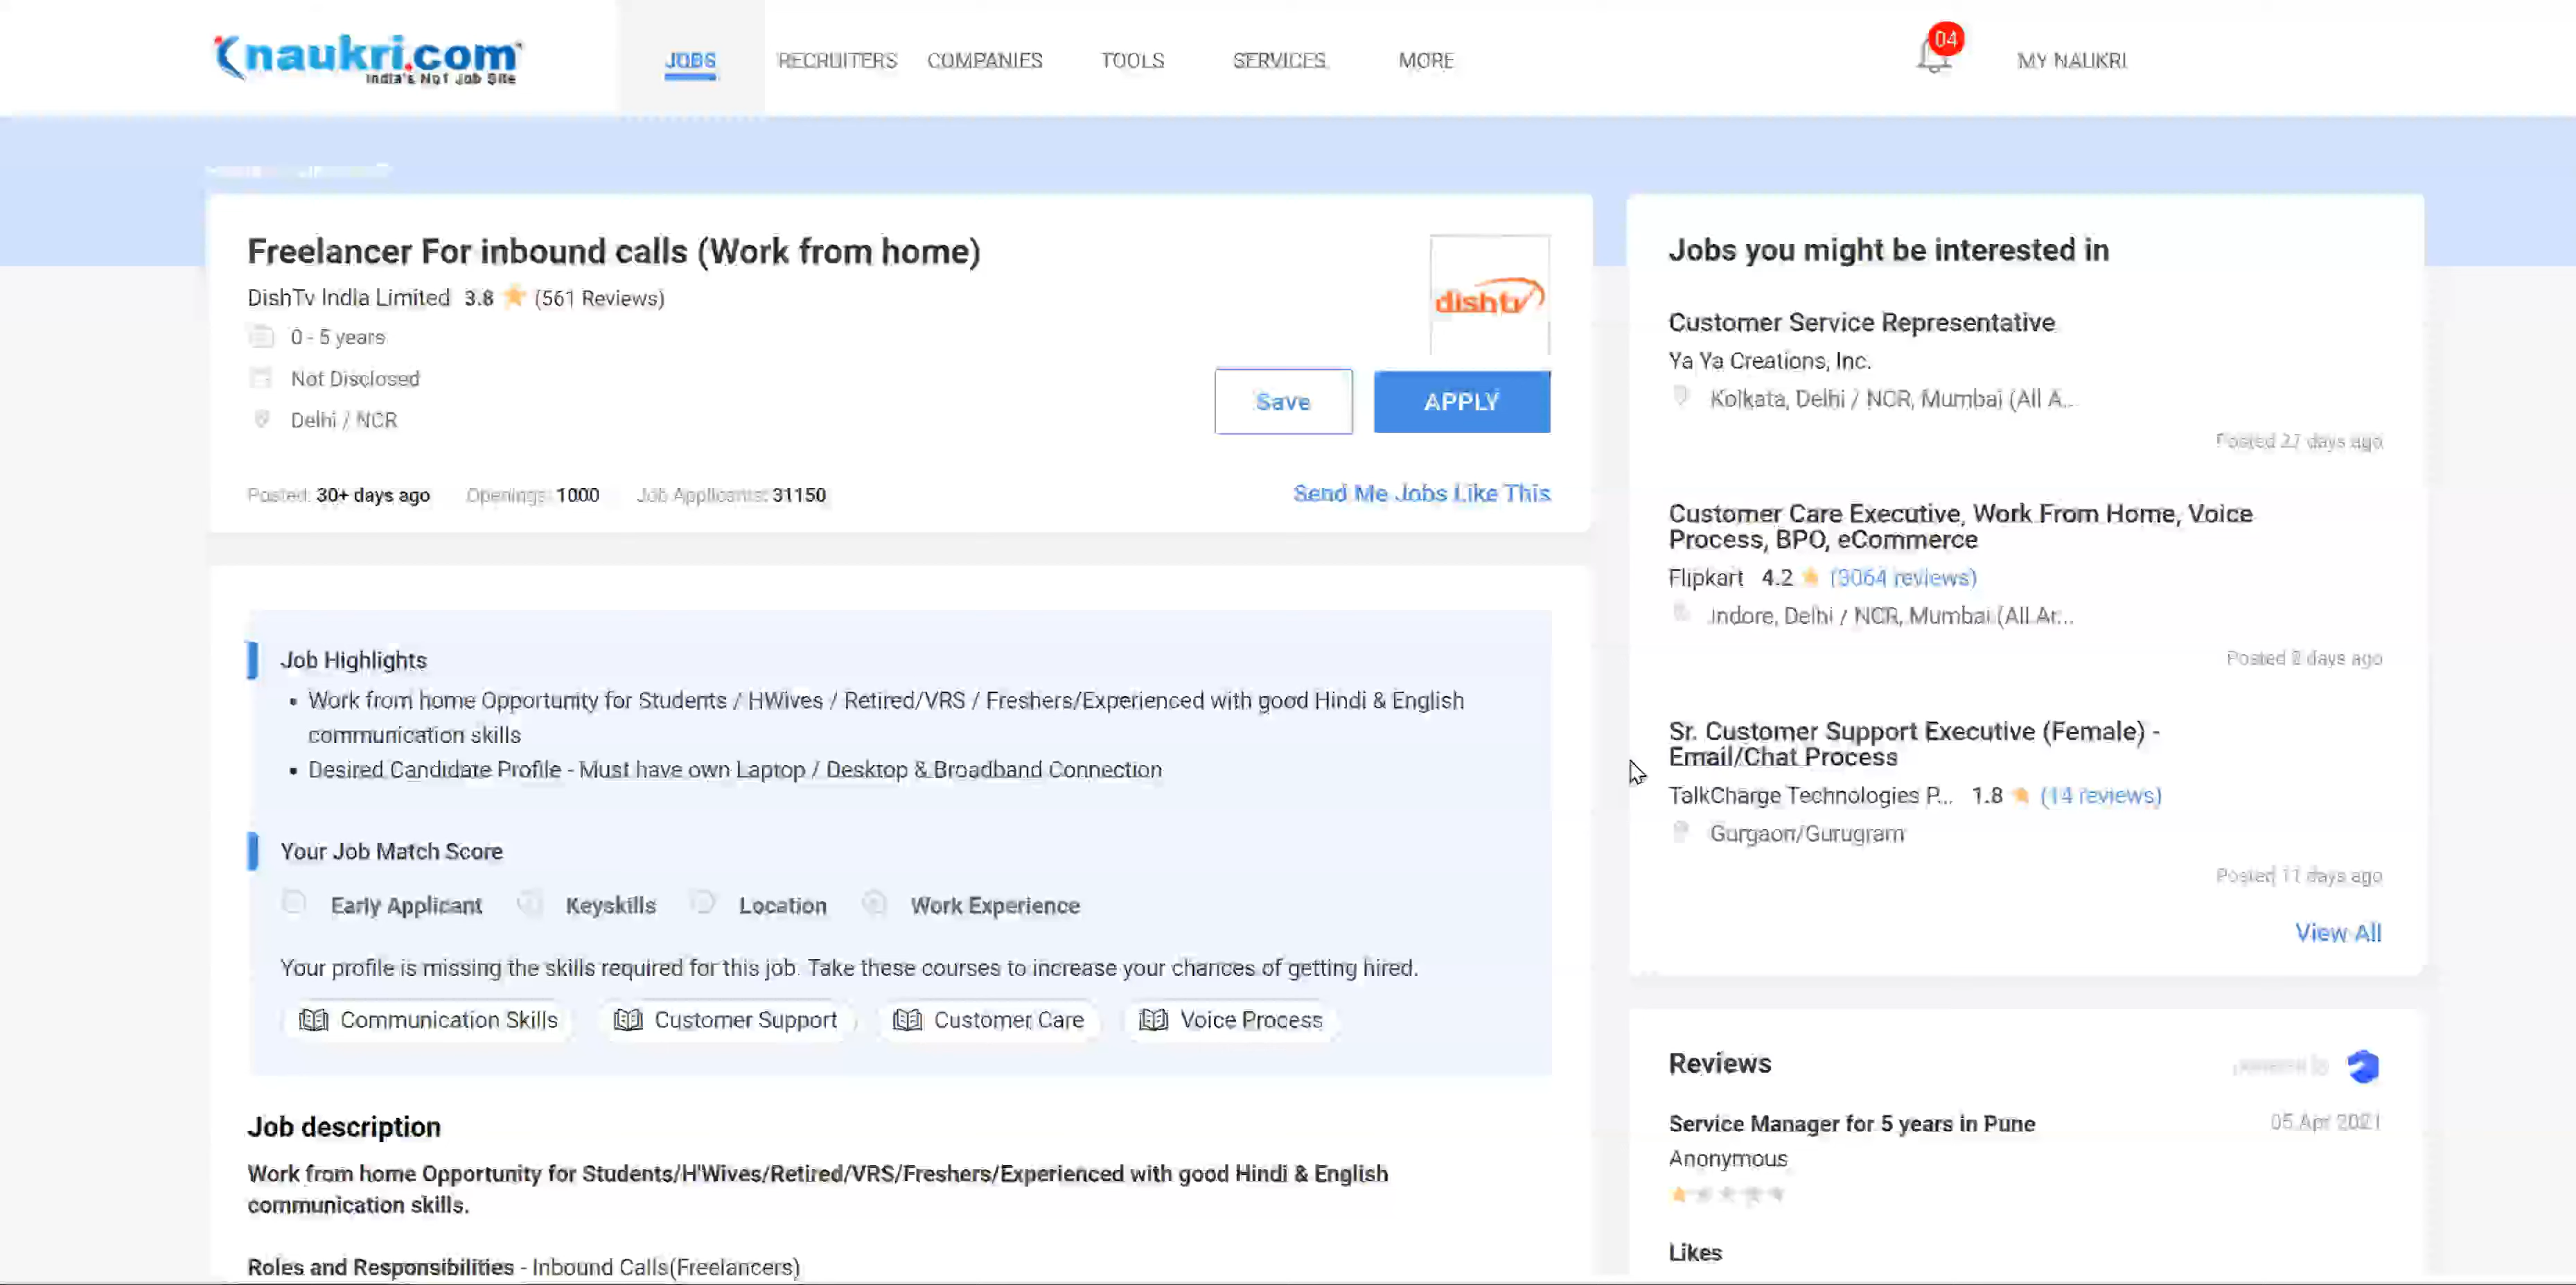 naukri.com
India's No1 Job Site
JOBS RECRUITERS COMPANIES TOOLS SERVICES MORE
04
MY NAUKRI
Freelancer For inbound calls (Work from home)
DishTv India Limited 3.8 (561 Reviews)
dishtv
0 - 5 years
Not Disclosed
Delhi / NCR
Save
APPLY
Posted: 30+ days ago Openings: 1000 Job Applicants: 31150
Send Me Jobs Like This
Job Highlights
• Work from home Opportunity for Students / HWives / Retired/VRS / Freshers/Experienced with good Hindi & English
communication skills
• Desired Candidate Profile - Must have own Laptop / Desktop & Broadband Connection
Your Job Match Score
Early Applicant Keyskills Location Work Experience
Your profile is missing the skills required for this job. Take these courses to increase your chances of getting hired.
Communication Skills Customer Support Customer Care Voice Process
Job description
Work from home Opportunity for Students/H'Wives/Retired/VRS/Freshers/Experienced with good Hindi & English
communication skills.
Roles and Responsibilities - Inbound Calls(Freelancers)
Jobs you might be interested in
Customer Service Representative
Ya Ya Creations, Inc.
Kolkata, Delhi / NCR, Mumbai (All A...
Posted 27 days ago
Customer Care Executive, Work From Home, Voice
Process, BPO, eCommerce
Flipkart 4.2 (3064 reviews)
Indore, Delhi / NCR, Mumbai (All Ar...
Posted days ago
Sr. Customer Support Executive (Female) -
Email/Chat Process
TalkCharge Technologies P... 1.8 (14 reviews)
Gurgaon/Gurugram
Posted 11 days ago
View All
Reviews
powered by
Service Manager for 5 years in Pune
05 Apr 2021
Anonymous
Likes